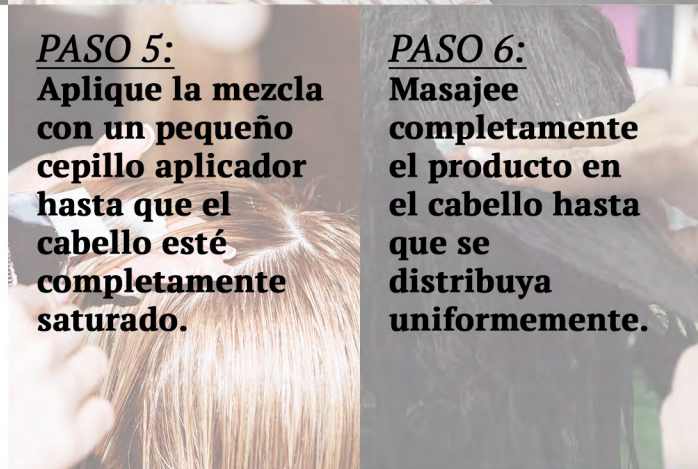 PASO 5:
Aplique la mezcla
con un pequeño
cepillo aplicador
hasta que el
cabello esté
completamente
saturado.
PASO 6:
Masajee
completamente
el producto en
el cabello hasta
que se
distribuya
uniformemente.